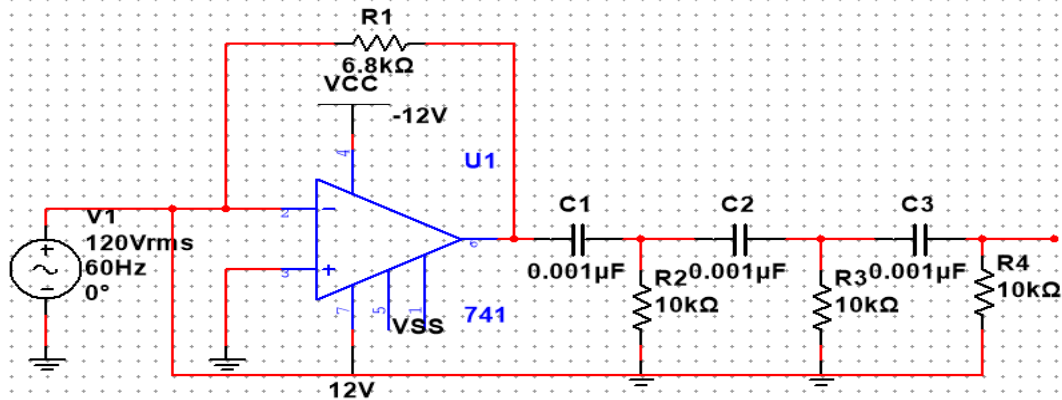 R1
6.8kΩ
VCC
-12V
4
U1
2
V1
120Vrms
60Hz
0°
3
6
7
5
VSS
1
741
12V
C1
0.001µF
C2
0.001µF
C3
0.001µF
R2
10kΩ
R3
10kΩ
R4
10kΩ